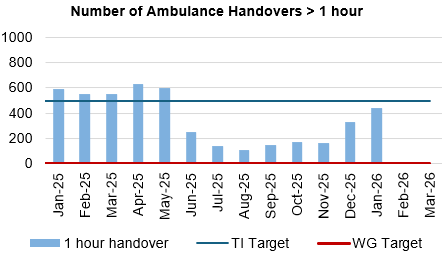 Number of Ambulance Handovers > 1 hour
1000
800
600
400
200
0
Jan-25
Feb-25
Mar-25
Apr-25
May-25
Jun-25
Jul-25
Aug-25
Sep-25
Oct-25
Nov-25
Dec-25
Jan-26
Feb-26
Mar-26
1 hour handover TI Target WG Target